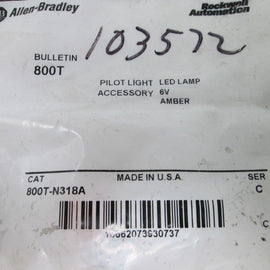 Allen-Bradley
Rockwell
Automation
BULLETIN
800T
103572
PILOT LIGHT LED LAMP
ACCESSORY 6V
AMBER
CAT
MADE IN U.S.A.
SER
800T-N318A
C